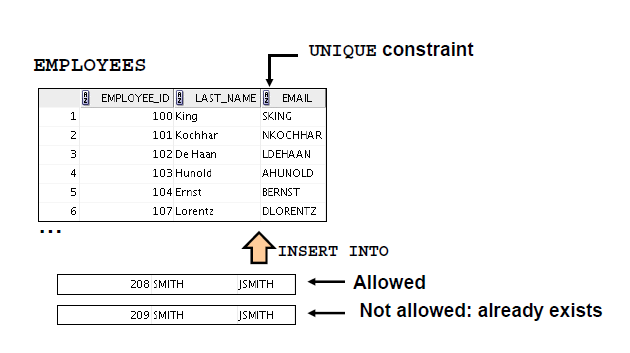 UNIQUE constraint
EMPLOYEES
EMPLOYEE_ID LAST_NAME EMAIL
1 100 King SKING
2 101 Kochhar NKOCHHAR
3 102 De Haan LDEHAAN
4 103 Hunold AHUNOLD
5 104 Ernst BERNST
6 107 Lorentz DLORENTZ
...
INSERT INTO
208 SMITH JSMITH Allowed
209 SMITH JSMITH Not allowed: already exists